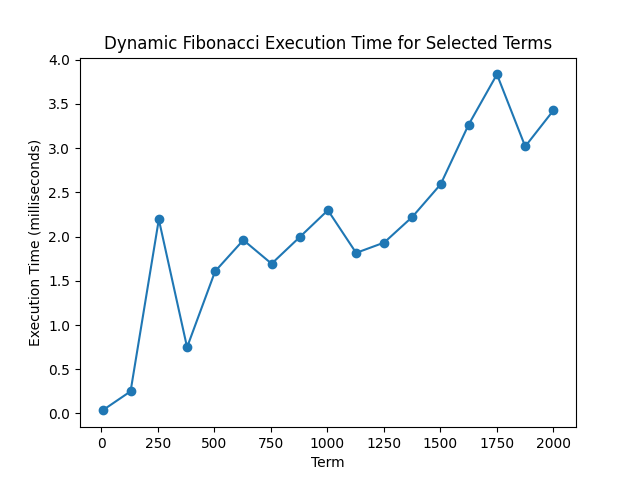 Dynamic Fibonacci Execution Time for Selected Terms
4.0
3.5
3.0
2.5
2.0
1.5
1.0
0.5
0.0
Execution Time (milliseconds)
0 250 500 750 1000 1250 1500 1750 2000
Term